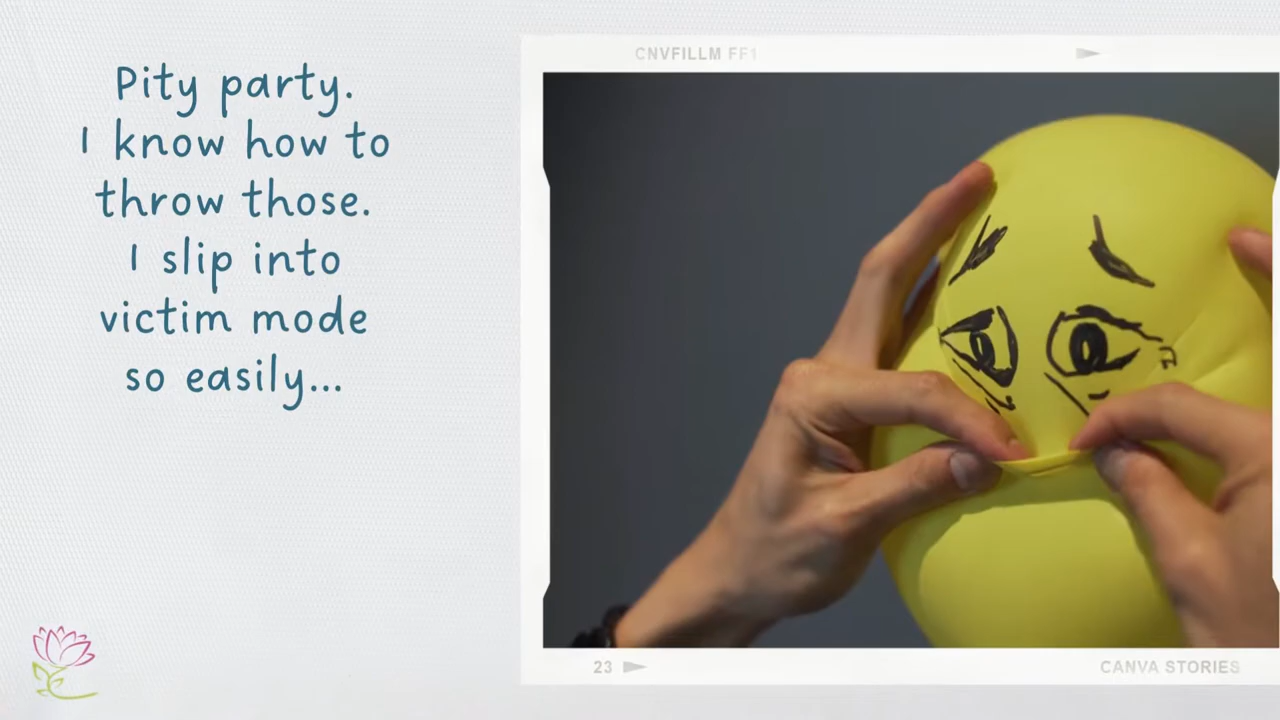 Pity party.
I know how to
throw those.
I slip into
victim mode
so easily...
CNVFILLM FF1
23
CANVA STORIES